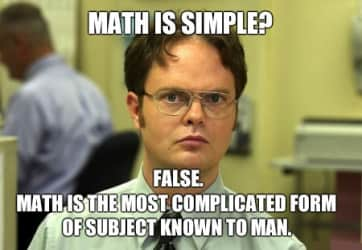 MATH IS SIMPLE?
FALSE.
MATH IS THE MOST COMPLICATED FORM
OF SUBJECT KNOWN TO MAN.